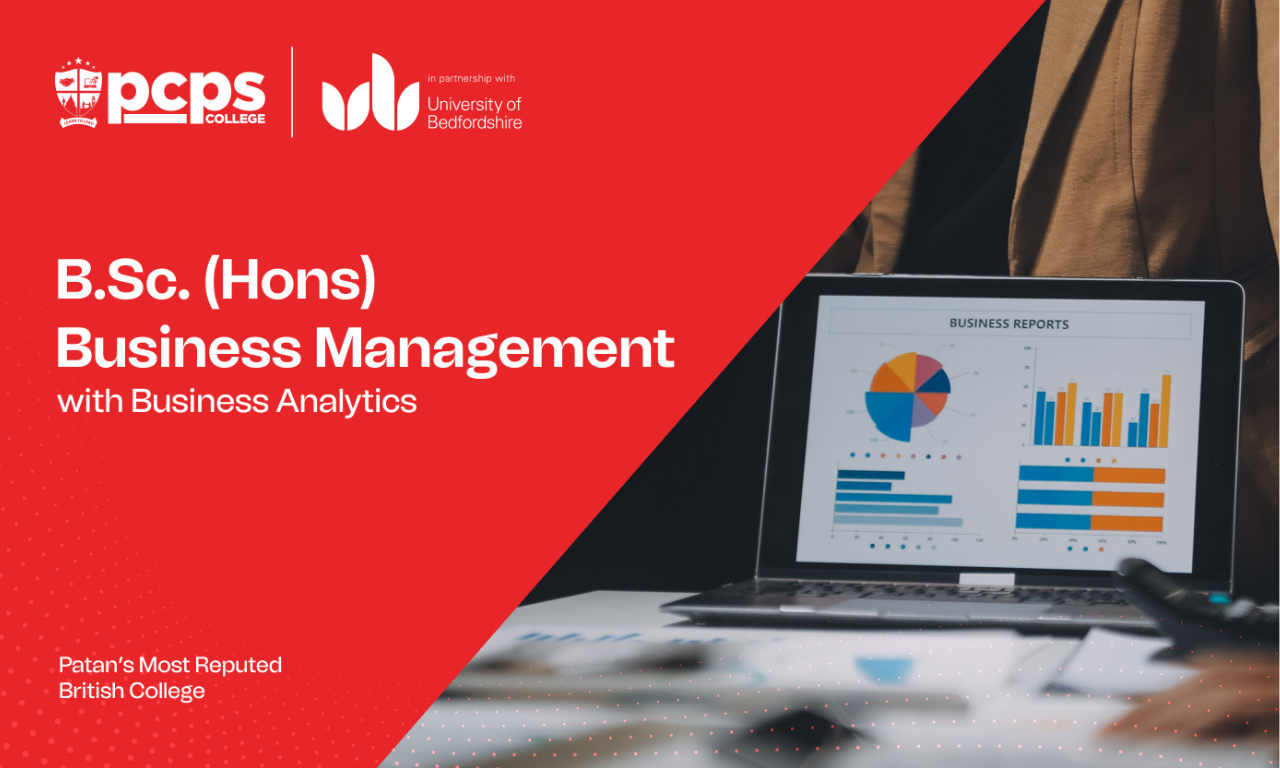 pcps
COLLEGE
in partnership with
University of
Bedfordshire
B.Sc. (Hons)
Business Management
with Business Analytics
BUSINESS REPORTS
Patan's Most Reputed
British College